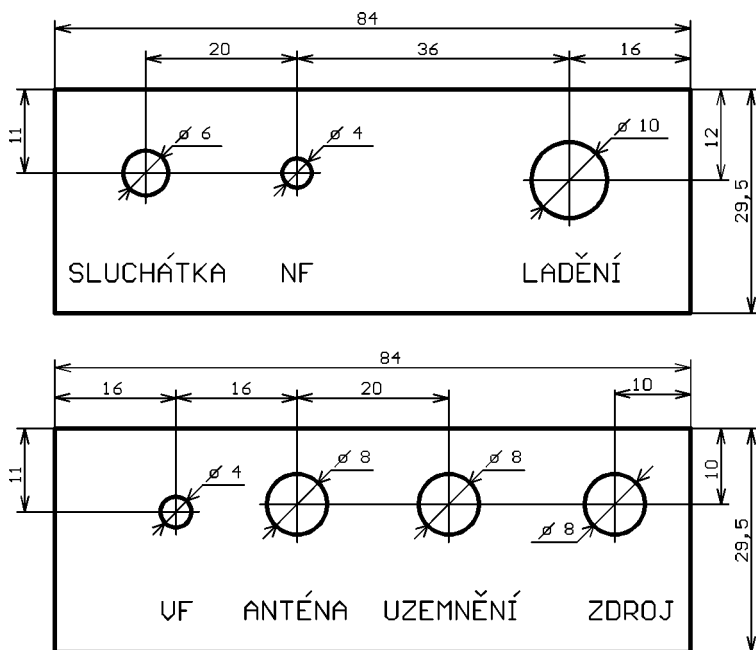 84
20 36 16
11 ⌀ 6 ⌀ 4 ⌀ 10 12 29,5
SLUCHÁTKA NF LADĚNÍ
84
16 16 20 10
11 ⌀ 4 ⌀ 8 ⌀ 8 ⌀ 8 10 29,5
VF ANTÉNA UZEMNĚNÍ ZDROJ